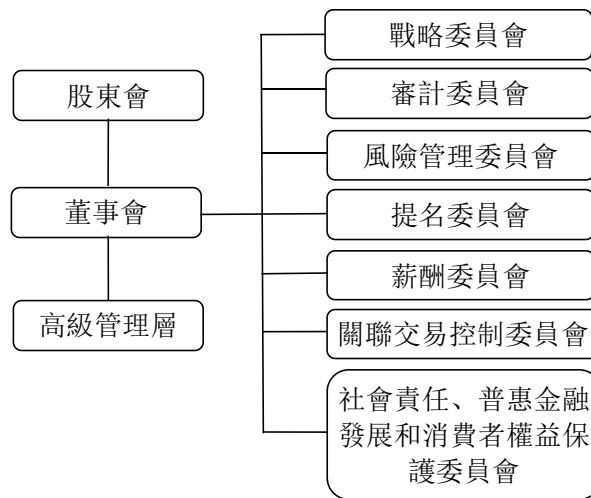 股東會
董事會
高級管理層
戰略委員會
審計委員會
風險管理委員會
提名委員會
薪酬委員會
關聯交易控制委員會
社會責任、普惠金融
發展和消費者權益保
護委員會